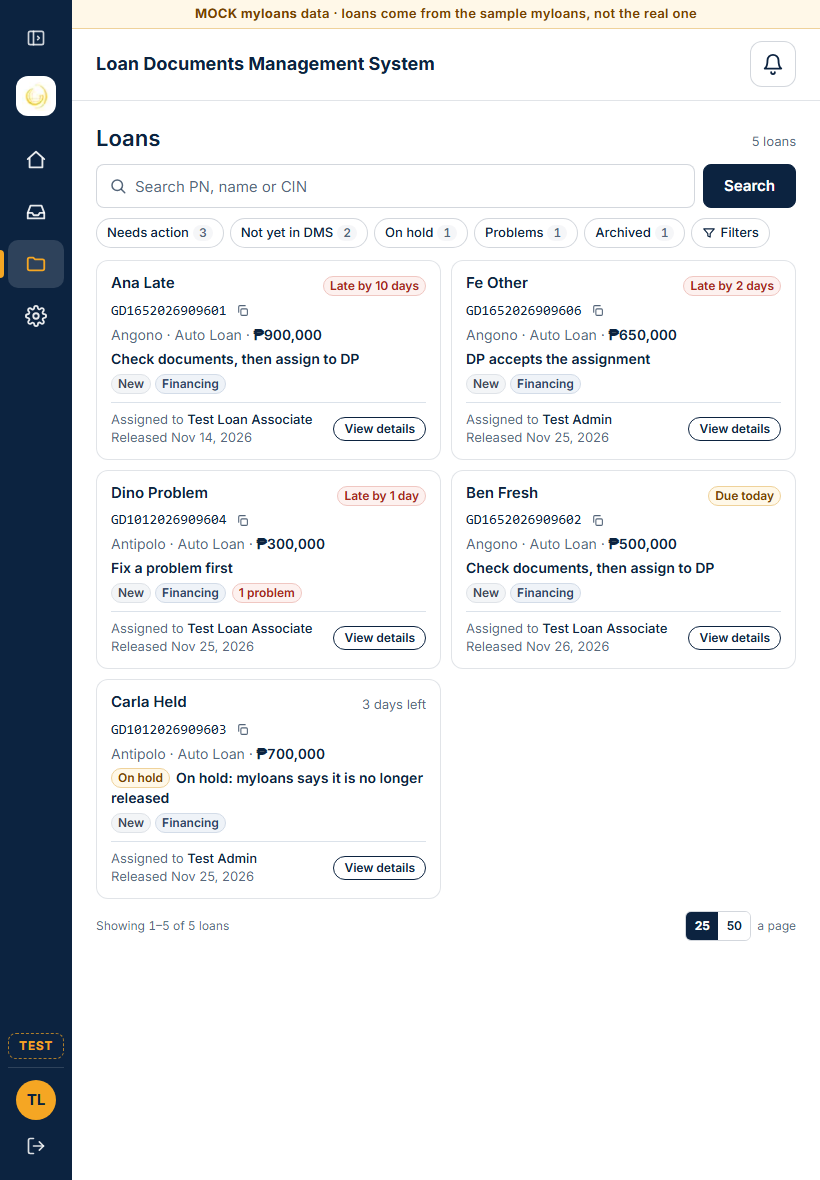 MOCK myloans data · loans come from the sample myloans, not the real one
Loan Documents Management System
Loans
5 loans
Search PN, name or CIN
Search
Needs action 3
Not yet in DMS 2
On hold 1
Problems 1
Archived 1
Filters
Ana Late
Late by 10 days
GD1652026909601
Angono · Auto Loan · ₱900,000
Check documents, then assign to DP
New Financing
Assigned to Test Loan Associate
Released Nov 14, 2026
View details
Fe Other
Late by 2 days
GD1652026909606
Angono · Auto Loan · ₱650,000
DP accepts the assignment
New Financing
Assigned to Test Admin
Released Nov 25, 2026
View details
Dino Problem
Late by 1 day
GD1012026909604
Antipolo · Auto Loan · ₱300,000
Fix a problem first
New Financing 1 problem
Assigned to Test Loan Associate
Released Nov 25, 2026
View details
Ben Fresh
Due today
GD1652026909602
Angono · Auto Loan · ₱500,000
Check documents, then assign to DP
New Financing
Assigned to Test Loan Associate
Released Nov 26, 2026
View details
Carla Held
3 days left
GD1012026909603
Antipolo · Auto Loan · ₱700,000
On hold On hold: myloans says it is no longer
released
New Financing
Assigned to Test Admin
Released Nov 25, 2026
View details
Showing 1–5 of 5 loans
25 50 a page
TEST
TL